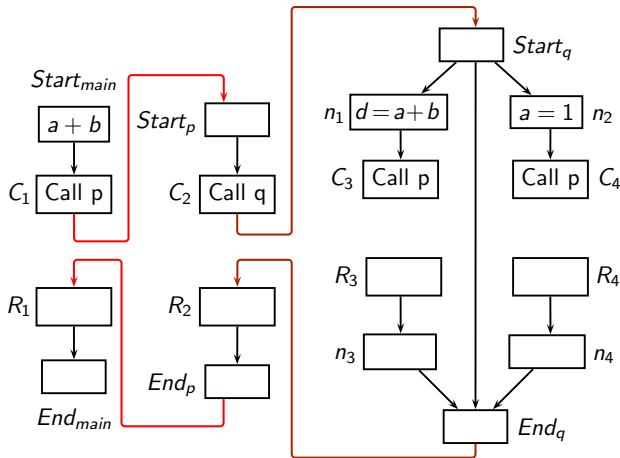 Start_q
Start_main
n_1 d = a + b
a = 1 n_2
a + b
Start_p
C_1 Call p
C_2 Call q
C_3 Call p
Call p C_4
R_1
R_2
R_3
R_4
n_3
n_4
End_p
End_main
End_q